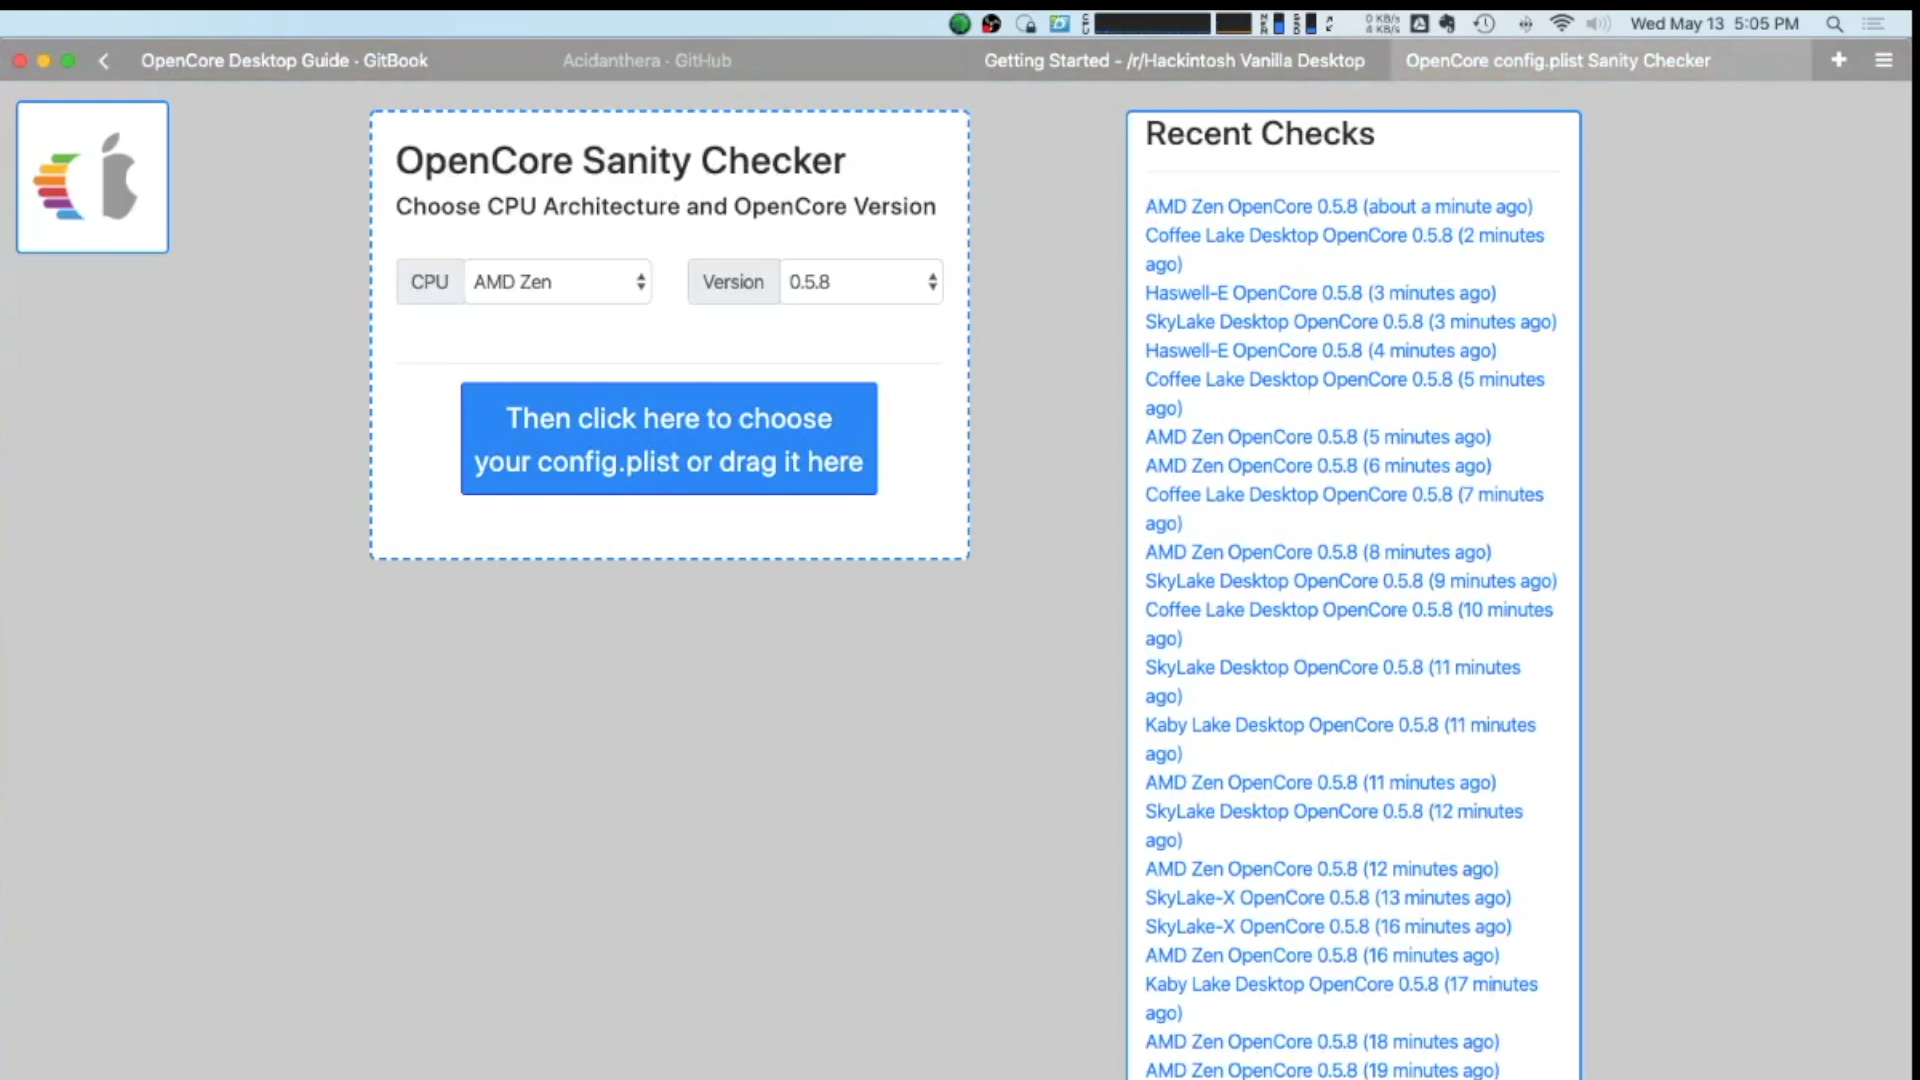 0 KB/s
4 KB/s
Wed May 13 5:05 PM
OpenCore Desktop Guide · GitBook
Acidanthera · GitHub
Getting Started - /r/Hackintosh Vanilla Desktop
OpenCore config.plist Sanity Checker
OpenCore Sanity Checker
Choose CPU Architecture and OpenCore Version
CPU AMD Zen
Version 0.5.8
Then click here to choose
your config.plist or drag it here
Recent Checks
AMD Zen OpenCore 0.5.8 (about a minute ago)
Coffee Lake Desktop OpenCore 0.5.8 (2 minutes
ago)
Haswell-E OpenCore 0.5.8 (3 minutes ago)
SkyLake Desktop OpenCore 0.5.8 (3 minutes ago)
Haswell-E OpenCore 0.5.8 (4 minutes ago)
Coffee Lake Desktop OpenCore 0.5.8 (5 minutes
ago)
AMD Zen OpenCore 0.5.8 (5 minutes ago)
AMD Zen OpenCore 0.5.8 (6 minutes ago)
Coffee Lake Desktop OpenCore 0.5.8 (7 minutes
ago)
AMD Zen OpenCore 0.5.8 (8 minutes ago)
SkyLake Desktop OpenCore 0.5.8 (9 minutes ago)
Coffee Lake Desktop OpenCore 0.5.8 (10 minutes
ago)
SkyLake Desktop OpenCore 0.5.8 (11 minutes
ago)
Kaby Lake Desktop OpenCore 0.5.8 (11 minutes
ago)
AMD Zen OpenCore 0.5.8 (11 minutes ago)
SkyLake Desktop OpenCore 0.5.8 (12 minutes
ago)
AMD Zen OpenCore 0.5.8 (12 minutes ago)
SkyLake-X OpenCore 0.5.8 (13 minutes ago)
SkyLake-X OpenCore 0.5.8 (16 minutes ago)
AMD Zen OpenCore 0.5.8 (16 minutes ago)
Kaby Lake Desktop OpenCore 0.5.8 (17 minutes
ago)
AMD Zen OpenCore 0.5.8 (18 minutes ago)
AMD Zen OpenCore 0.5.8 (19 minutes ago)